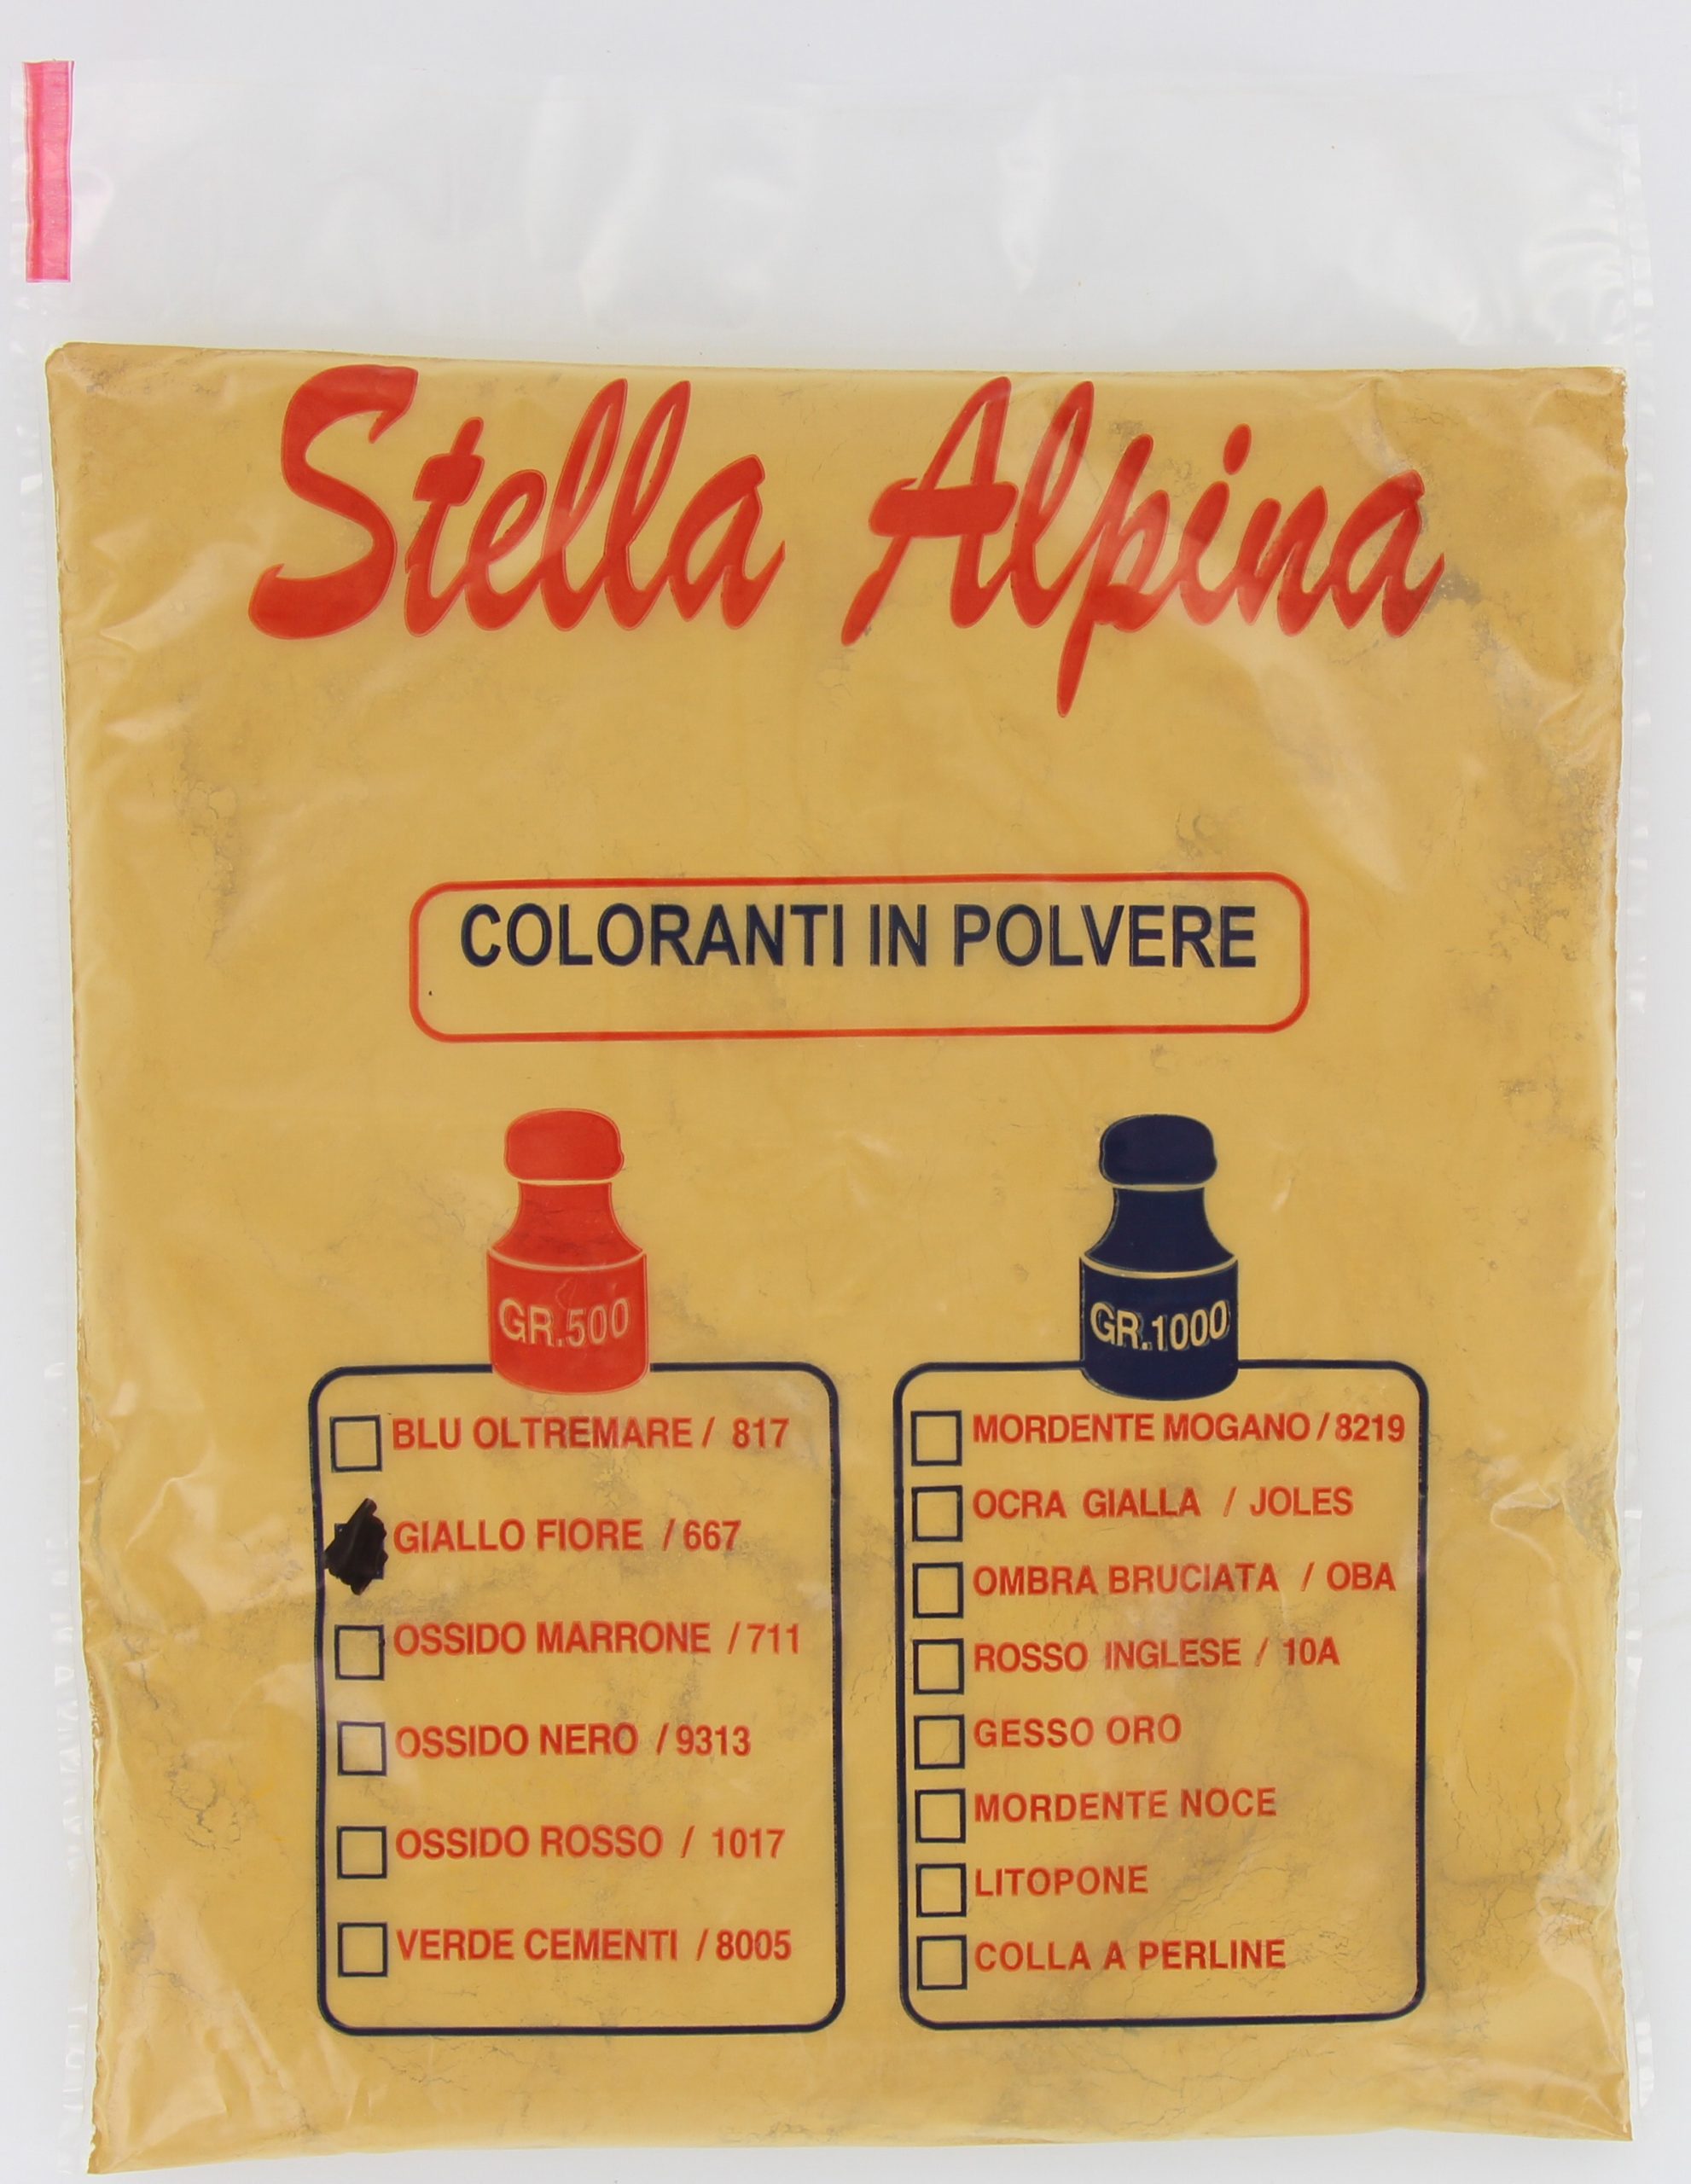 Stella Alpina
COLORANTI IN POLVERE
GR.500
BLU OLTREMARE / 817
GIALLO FIORE / 667
OSSIDO MARRONE / 711
OSSIDO NERO / 9313
OSSIDO ROSSO / 1017
VERDE CEMENTI / 8005
GR.1000
MORDENTE MOGANO / 8219
OCRA GIALLA / JOLES
OMBRA BRUCIATA / OBA
ROSSO INGLESE / 10A
GESSO ORO
MORDENTE NOCE
LITOPONE
COLLA A PERLINE